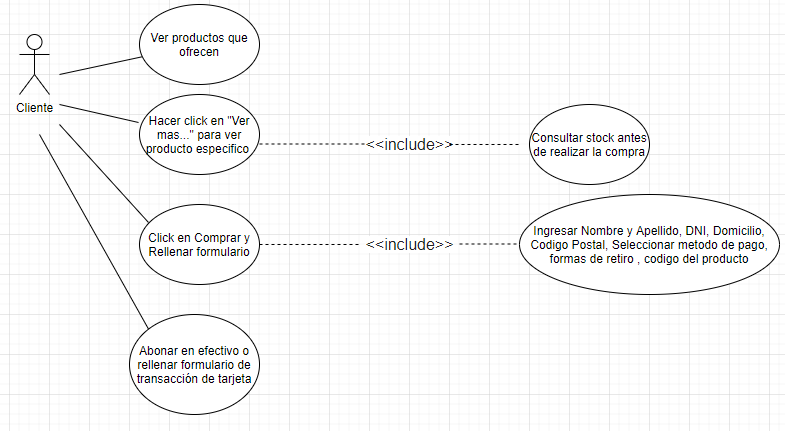 Ver productos que
ofrecen
Cliente
Hacer click en "Ver
mas..." para ver
producto especifico
<<include>>
Consultar stock antes
de realizar la compra
Click en Comprar y
Rellenar formulario
<<include>>
Ingresar Nombre y Apellido, DNI, Domicilio,
Codigo Postal, Seleccionar metodo de pago,
formas de retiro , codigo del producto
Abonar en efectivo o
rellenar formulario de
transacción de tarjeta